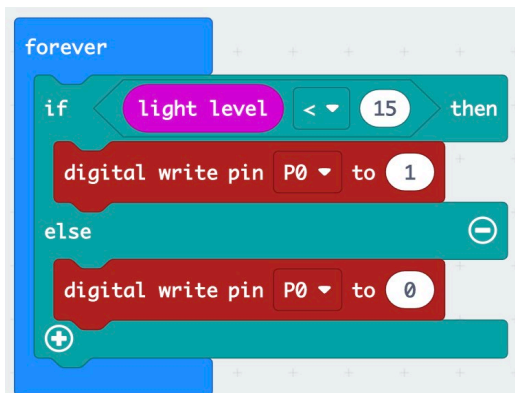 forever
if light level < 15 then
digital write pin P0 to 1
else
digital write pin P0 to 0